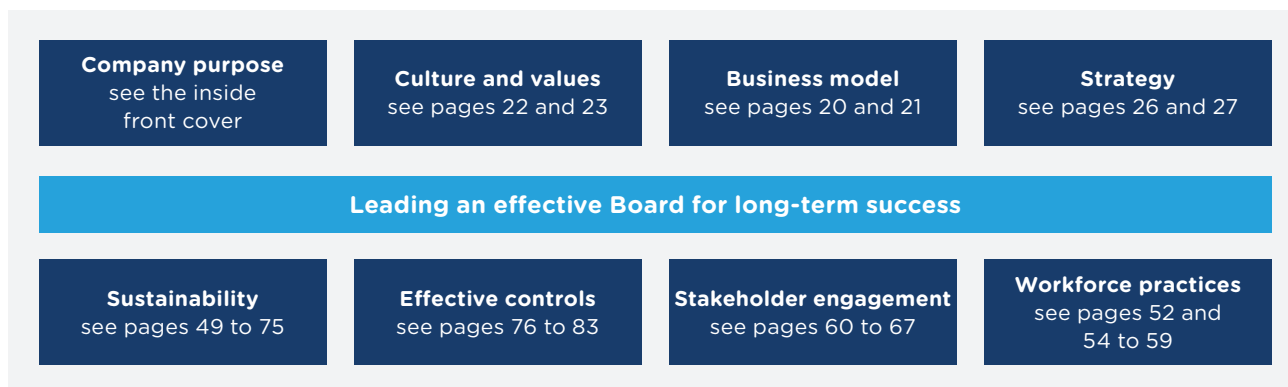 Company purpose
see the inside
front cover
Culture and values
see pages 22 and 23
Business model
see pages 20 and 21
Strategy
see pages 26 and 27
Leading an effective Board for long-term success
Sustainability
see pages 49 to 75
Effective controls
see pages 76 to 83
Stakeholder engagement
see pages 60 to 67
Workforce practices
see pages 52 and
54 to 59